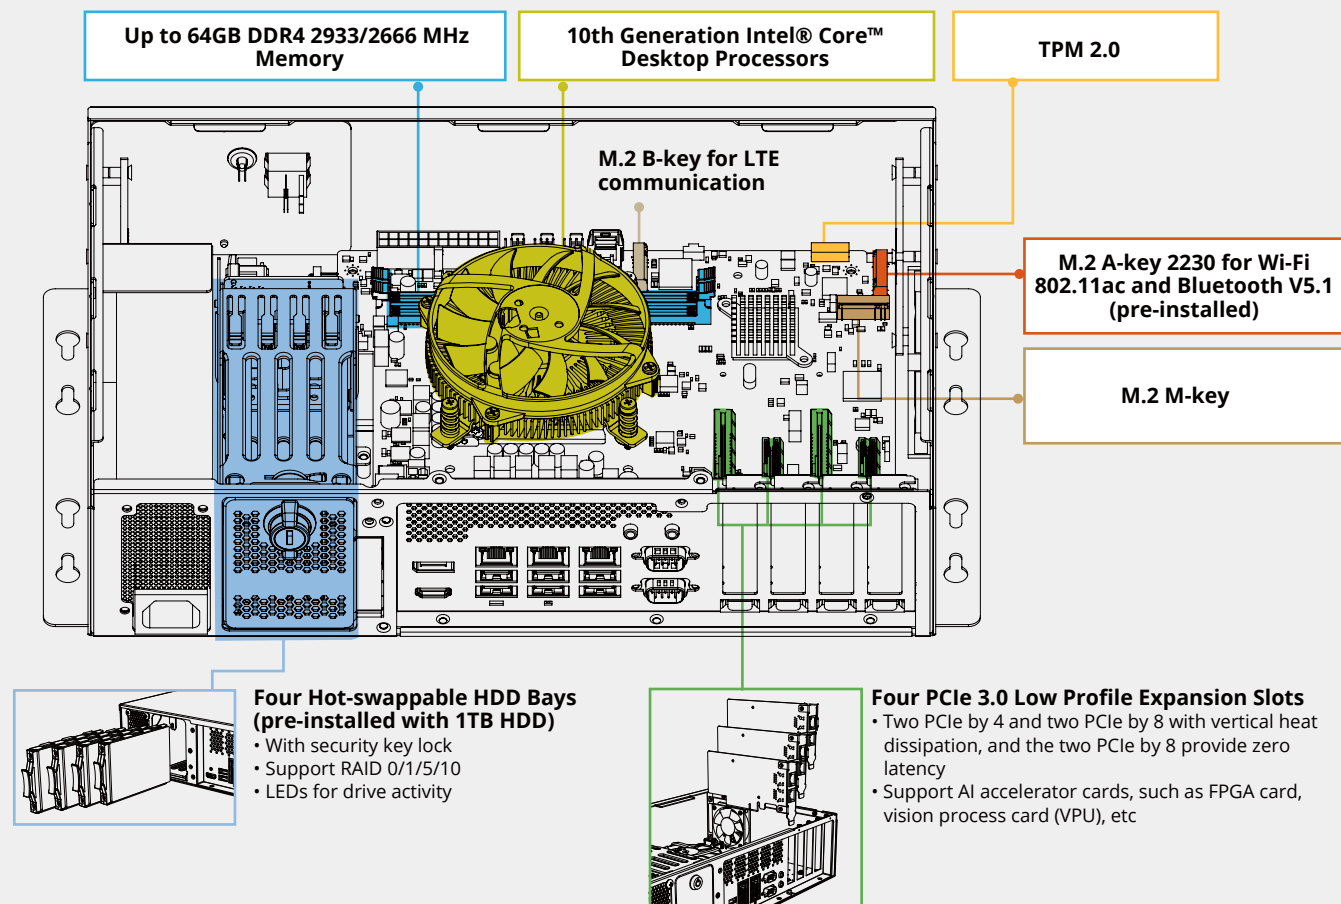 Up to 64GB DDR4 2933/2666 MHz
Memory
10th Generation Intel® Core™
Desktop Processors
TPM 2.0
M.2 B-key for LTE
communication
M.2 A-key 2230 for Wi-Fi
802.11ac and Bluetooth V5.1
(pre-installed)
M.2 M-key
Four Hot-swappable HDD Bays
(pre-installed with 1TB HDD)
• With security key lock
• Support RAID 0/1/5/10
• LEDs for drive activity
Four PCIe 3.0 Low Profile Expansion Slots
• Two PCIe by 4 and two PCIe by 8 with vertical heat
dissipation, and the two PCIe by 8 provide zero
latency
• Support AI accelerator cards, such as FPGA card,
vision process card (VPU), etc